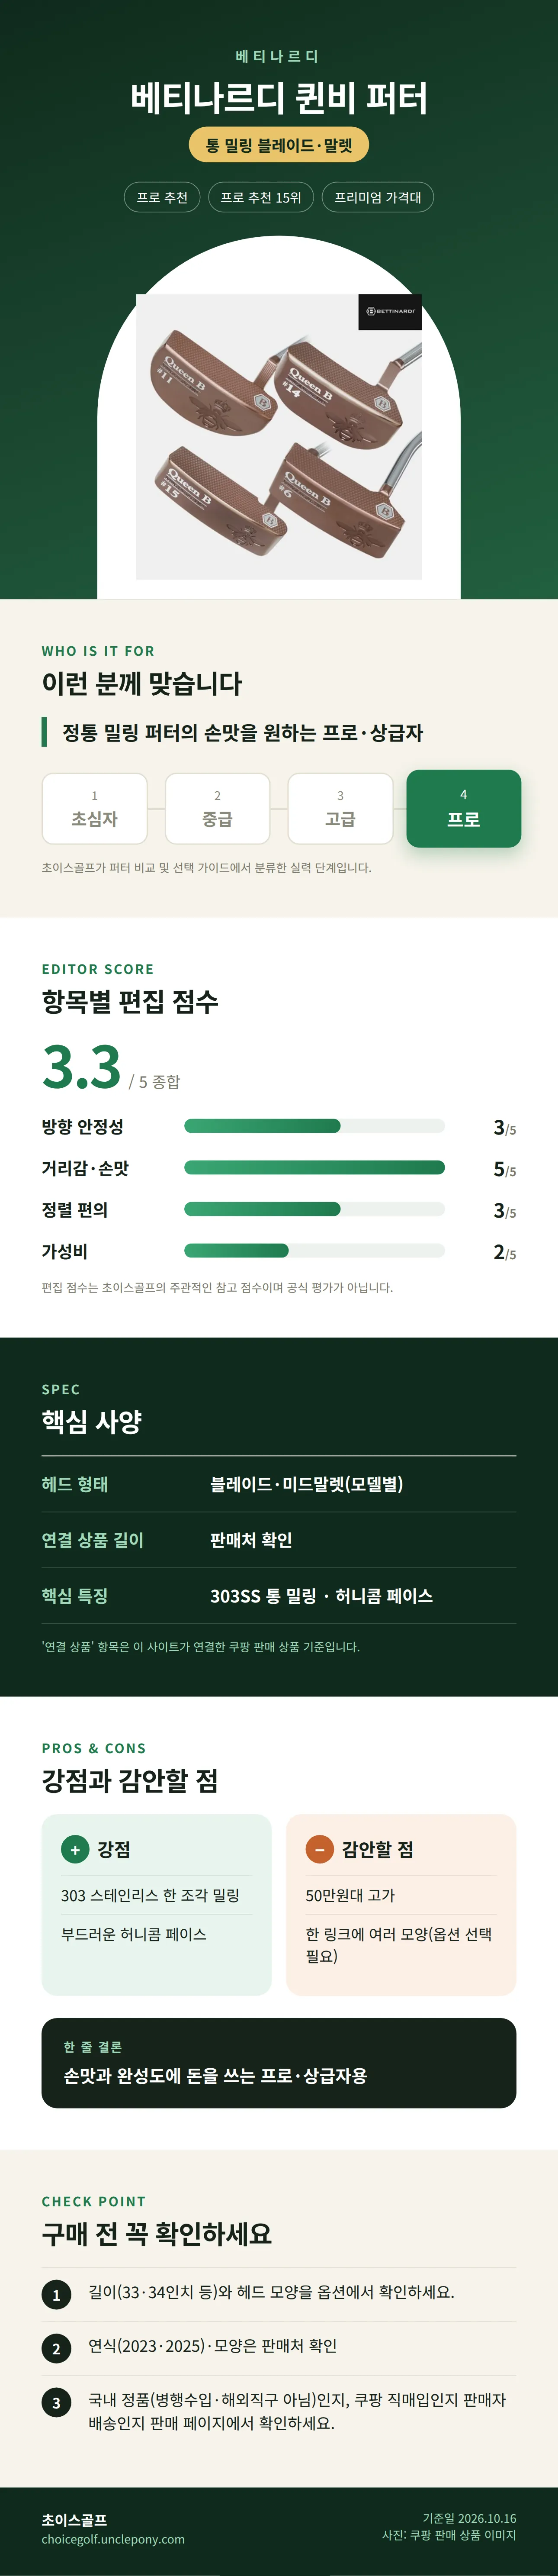 베티나르디
베티나르디 퀸비 퍼터
통 밀링 블레이드·말렛
프로 추천
프로 추천 15위
프리미엄 가격대
BETTINARDI
Queen B
#11
Queen B
#14
Queen B
#15
Queen B
#6
WHO IS IT FOR
이런 분께 맞습니다
정통 밀링 퍼터의 손맛을 원하는 프로·상급자
1
초심자
2
중급
3
고급
4
프로
초이스골프가 퍼터 비교 및 선택 가이드에서 분류한 실력 단계입니다.
EDITOR SCORE
항목별 편집 점수
3.3 / 5 종합
방향 안정성 3/5
거리감·손맛 5/5
정렬 편의 3/5
가성비 2/5
편집 점수는 초이스골프의 주관적인 참고 점수이며 공식 평가가 아닙니다.
SPEC
핵심 사양
헤드 형태 블레이드·미드말렛(모델별)
연결 상품 길이 판매처 확인
핵심 특징 303SS 통 밀링 · 허니콤 페이스
'연결 상품' 항목은 이 사이트가 연결한 쿠팡 판매 상품 기준입니다.
PROS & CONS
강점과 감안할 점
+ 강점
303 스테인리스 한 조각 밀링
부드러운 허니콤 페이스
− 감안할 점
50만원대 고가
한 링크에 여러 모양(옵션 선택
필요)
한 줄 결론
손맛과 완성도에 돈을 쓰는 프로·상급자용
CHECK POINT
구매 전 꼭 확인하세요
1 길이(33·34인치 등)와 헤드 모양을 옵션에서 확인하세요.
2 연식(2023·2025)·모양은 판매처 확인
3 국내 정품(병행수입·해외직구 아님)인지, 쿠팡 직매입인지 판매자
배송인지 판매 페이지에서 확인하세요.
초이스골프
choicegolf.unclepony.com
기준일 2026.10.16
사진: 쿠팡 판매 상품 이미지